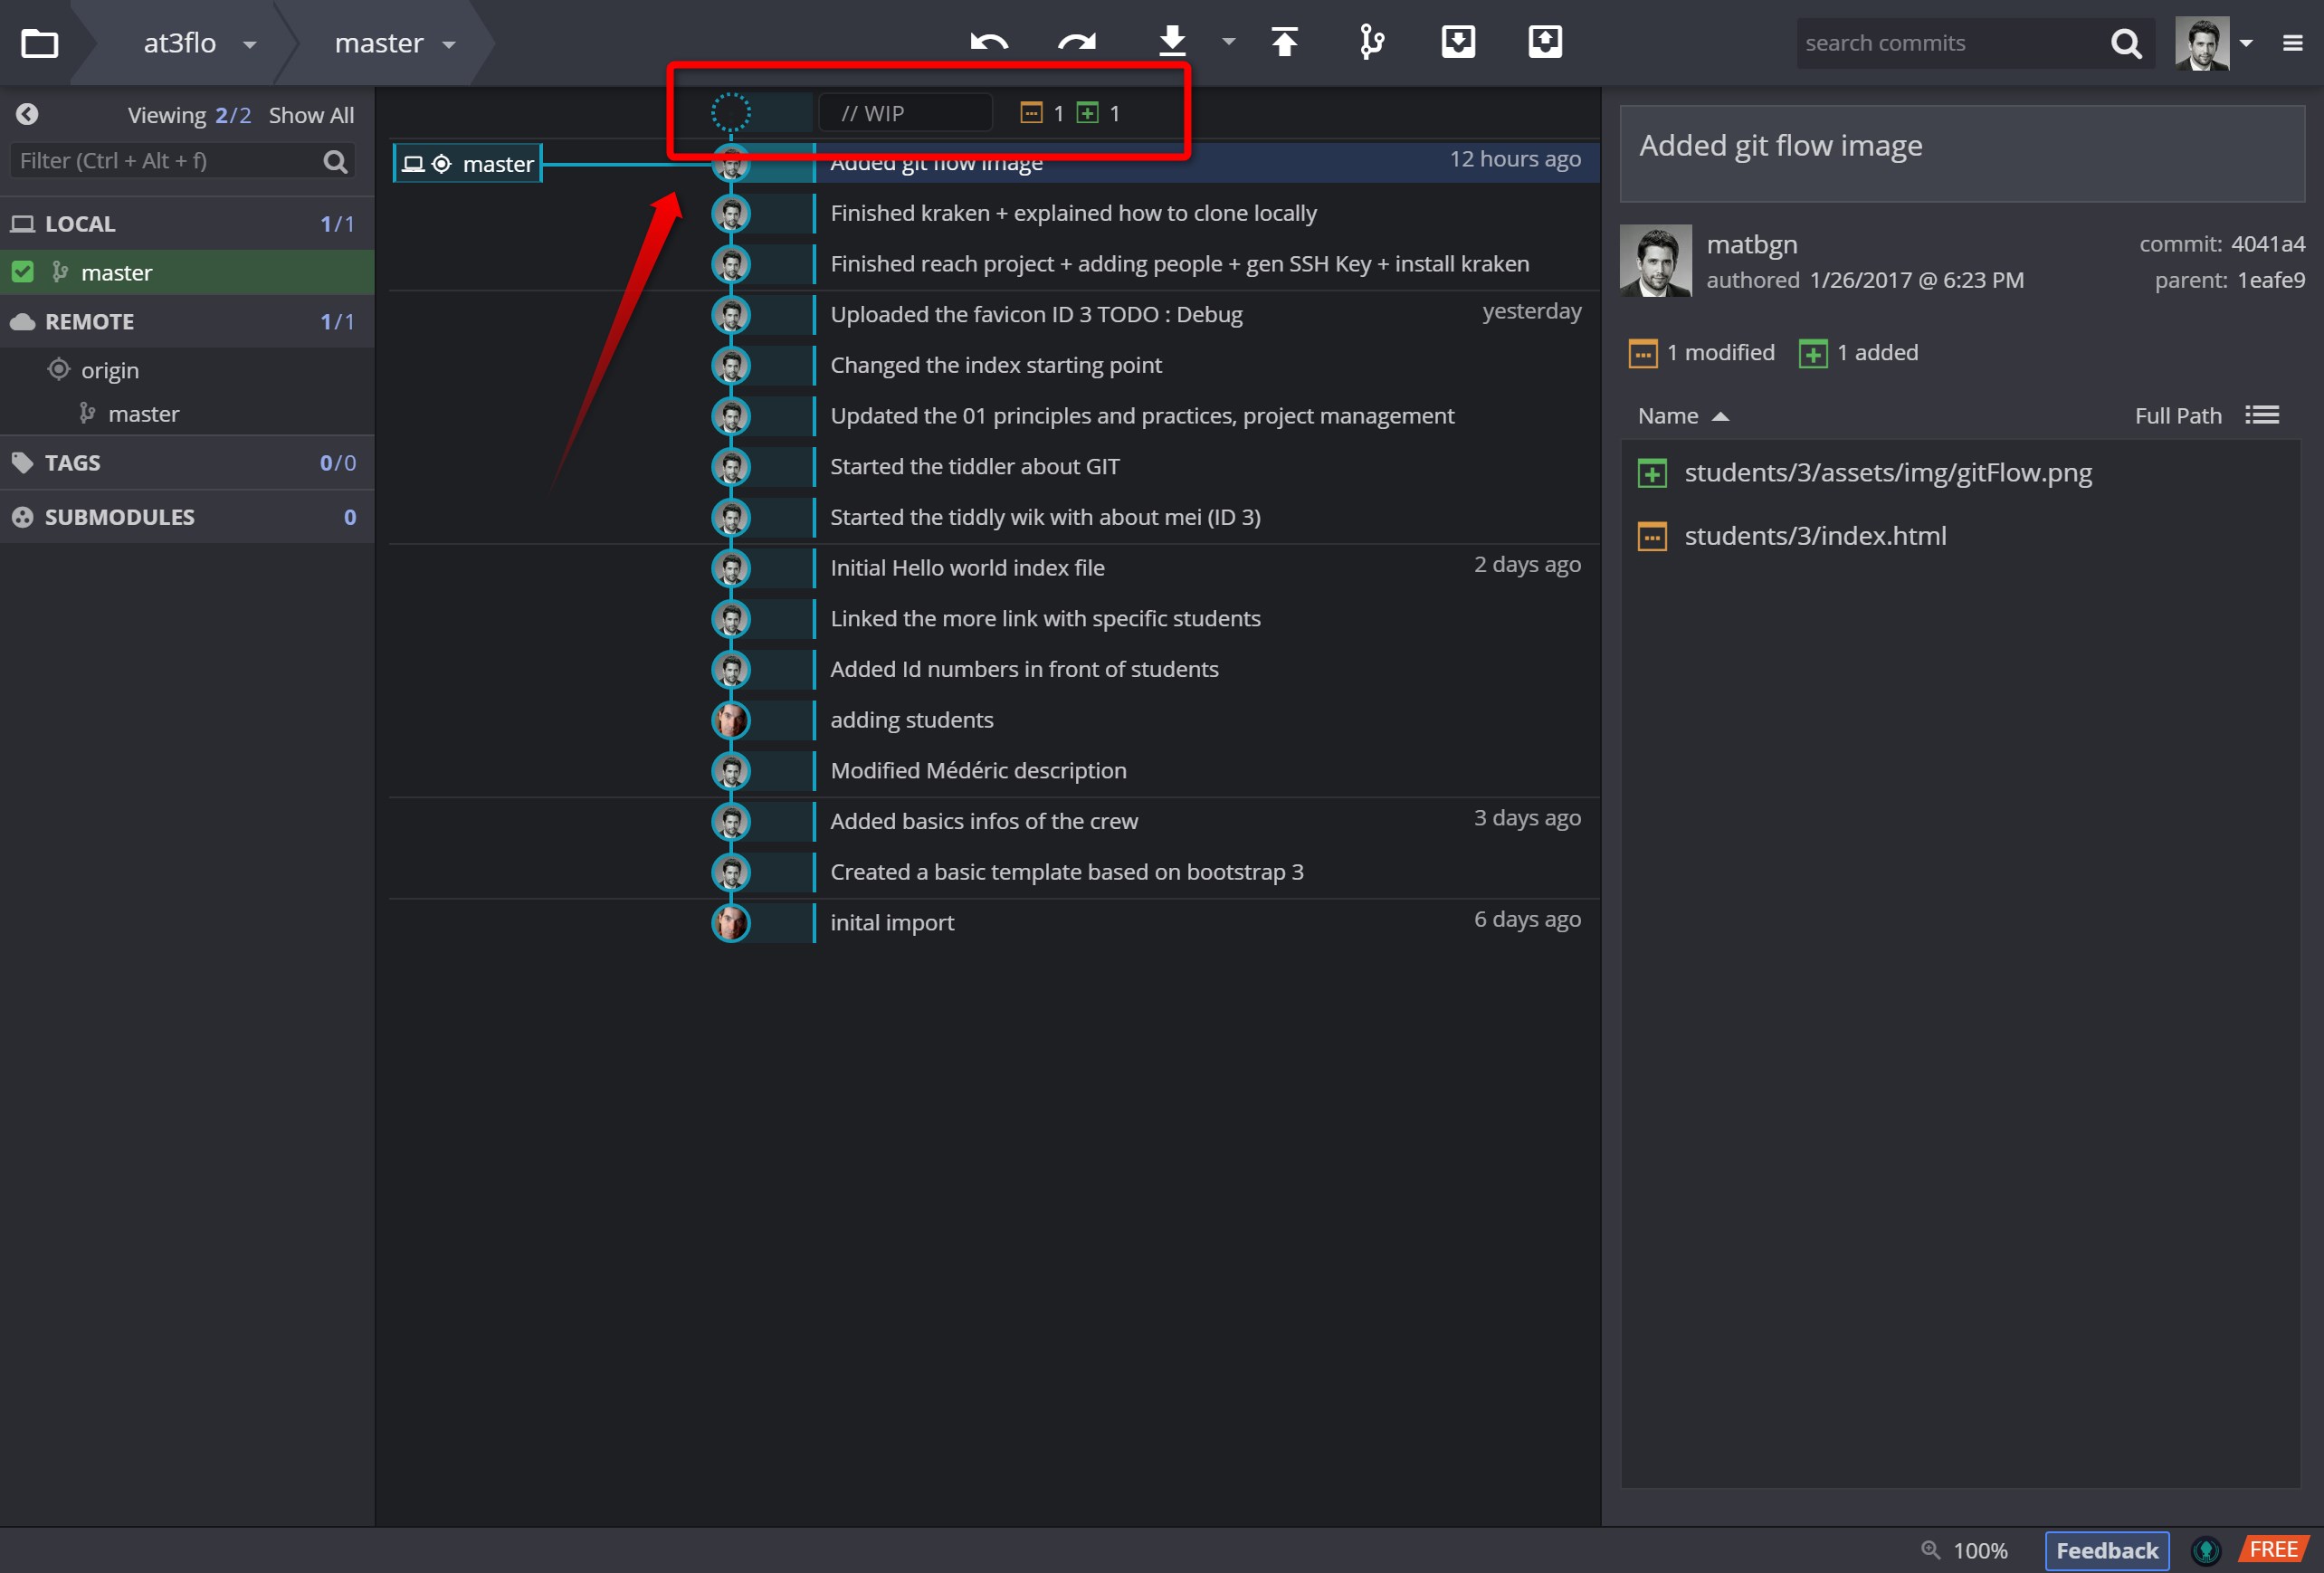 at3flo
master
search commits
Viewing 2/2 Show All
Filter (Ctrl + Alt + f)
LOCAL 1/1
master
REMOTE 1/1
origin
master
TAGS 0/0
SUBMODULES 0
// WIP 1 1
master
Added git flow image 12 hours ago
Finished kraken + explained how to clone locally
Finished reach project + adding people + gen SSH Key + install kraken
Uploaded the favicon ID 3 TODO : Debug yesterday
Changed the index starting point
Updated the 01 principles and practices, project management
Started the tiddler about GIT
Started the tiddly wik with about mei (ID 3)
Initial Hello world index file 2 days ago
Linked the more link with specific students
Added Id numbers in front of students
adding students
Modified Médéric description
Added basics infos of the crew 3 days ago
Created a basic template based on bootstrap 3
inital import 6 days ago
Added git flow image
matbgn commit: 4041a4
authored 1/26/2017 @ 6:23 PM parent: 1eafe9
1 modified 1 added
Name Full Path
students/3/assets/img/gitFlow.png
students/3/index.html
100% Feedback FREE